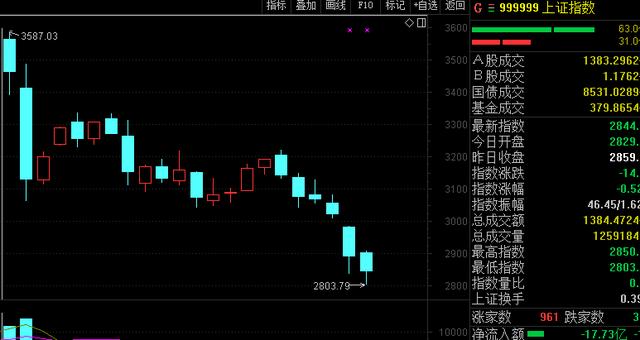 指标 叠加 画线 F10 标记 +自选 返回
G 999999 上证指数
3587.03
3600
3400
3300
3200
3100
3000
2900
2800
10000
2803.79
63.0
31.0
A股成交 1383.2962
B股成交 1.1762
国债成交 8531.0289
基金成交 379.8654
最新指数 2844.
今日开盘 2829.
昨日收盘 2859.
指数涨跌 -14.
指数涨幅 -0.52
指数振幅 46.45/1.62
总成交额 1384.4724
总成交量 1259184
最高指数 2850.
最低指数 2803.
指数量比 0.
上证换手 0.39
涨家数 961 跌家数 3
净流入额 -17.73亿